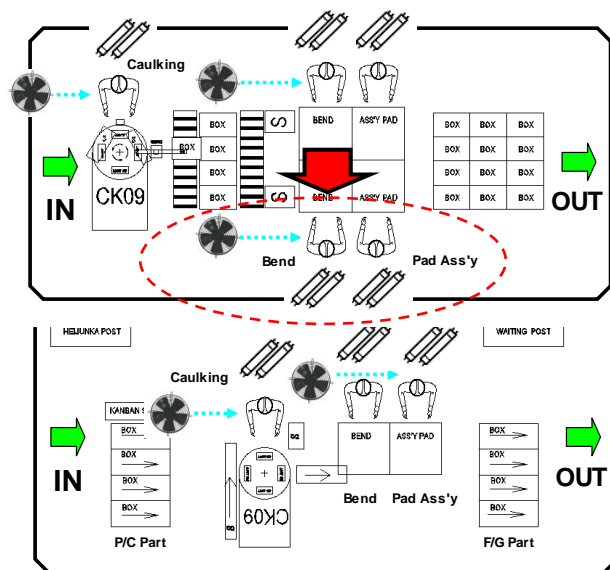 Caulking
BOX
BOX
BOX
BOX
BOX
S
S
BEND
ASS'Y PAD
BEND
ASS'Y PAD
BOX
BOX
BOX
BOX
BOX
BOX
BOX
BOX
BOX
BOX
BOX
BOX
CK09
IN
OUT
Bend
Pad Ass'y
HEIJUNKA POST
WAITING POST
Caulking
KANBAN S
BOX
BOX
BOX
BOX
BEND
ASS'Y PAD
BOX
BOX
BOX
BOX
CK09
IN
OUT
Bend
Pad Ass'y
P/C Part
F/G Part